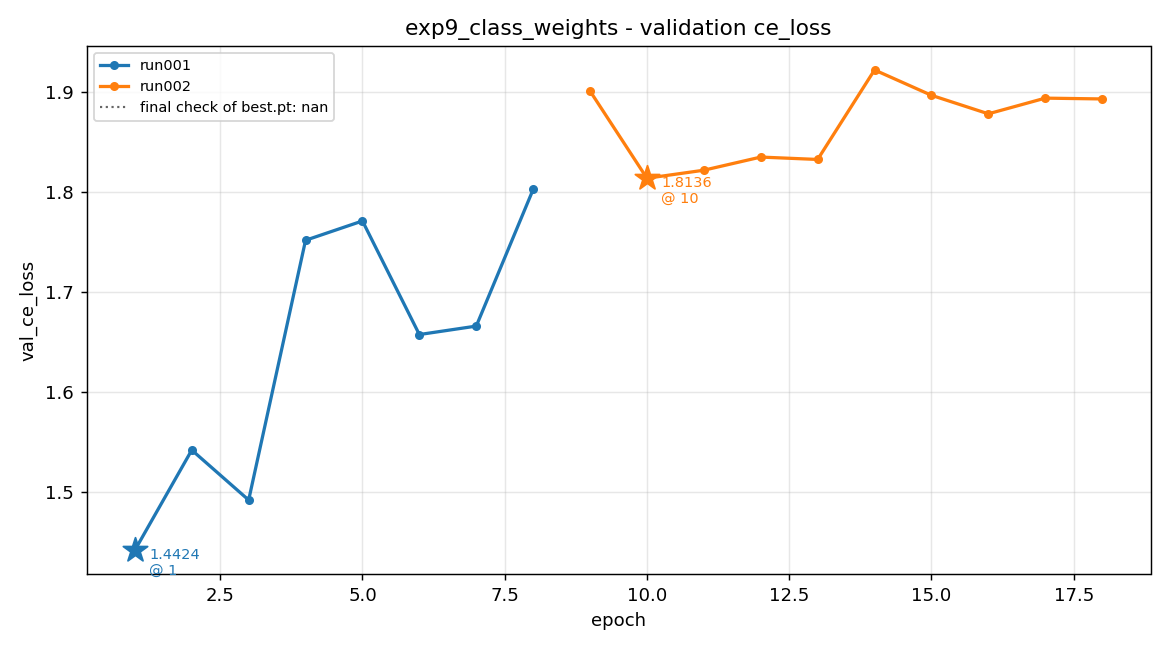 exp9_class_weights - validation ce_loss
run001
run002
final check of best.pt: nan
val_ce_loss
1.9
1.8
1.7
1.6
1.5
1.8136
@ 10
1.4424
@ 1
2.5
5.0
7.5
10.0
12.5
15.0
17.5
epoch